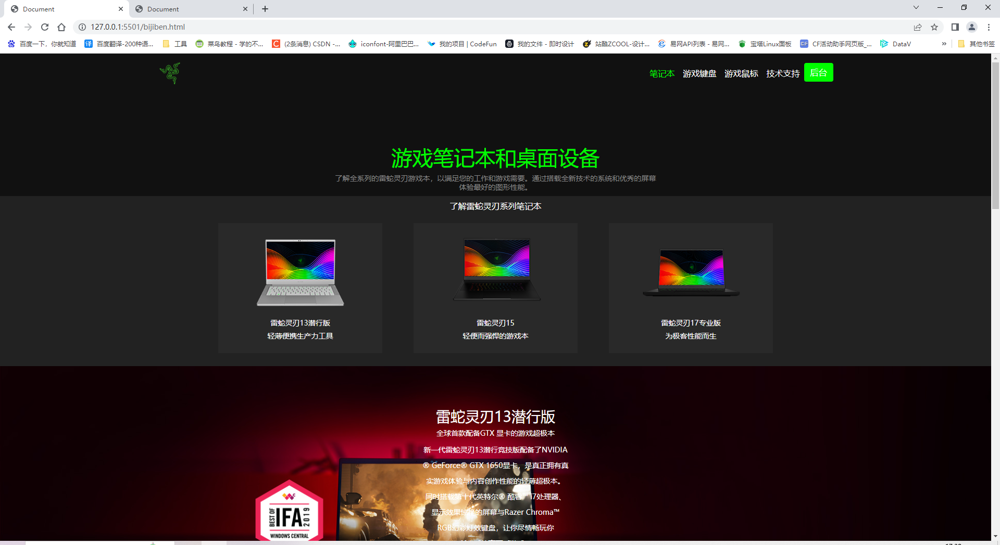 Document
Document
127.0.0.1:5501/bijiben.html
百度一下，你就知道
百度翻译-200种语...
工具
菜鸟教程 - 学的不...
(2条消息) CSDN -...
iconfont-阿里巴巴...
我的项目 | CodeFun
我的文件 - 即时设计
站酷ZCOOL-设计...
易网API列表 - 易网...
宝塔Linux面板
CF活动助手网页版_...
DataV
其他书签
笔记本
游戏键盘
游戏鼠标
技术支持
后台
游戏笔记本和桌面设备
了解全系列的雷蛇灵刃游戏本，以满足您的工作和游戏需要。通过搭载全新技术的系统和优秀的屏幕
体验最好的图形性能。
了解雷蛇灵刃系列笔记本
雷蛇灵刃13潜行版
轻薄便携生产力工具
雷蛇灵刃15
轻便而强悍的游戏本
雷蛇灵刃17专业版
为极客性能而生
雷蛇灵刃13潜行版
全球首款配备GTX 显卡的游戏超极本
新一代雷蛇灵刃13潜行竞技版配备了NVIDIA
® GeForce® GTX 1650显卡，是真正拥有真
实游戏体验与内容创作性能的轻薄超极本。
同时搭载第十代英特尔® 酷睿™ i7处理器、
显示效果惊艳的屏幕与Razer Chroma™
RGB幻彩灯效键盘，让你尽情畅玩你
BEST OF
IFA
2019
WINDOWS CENTRAL